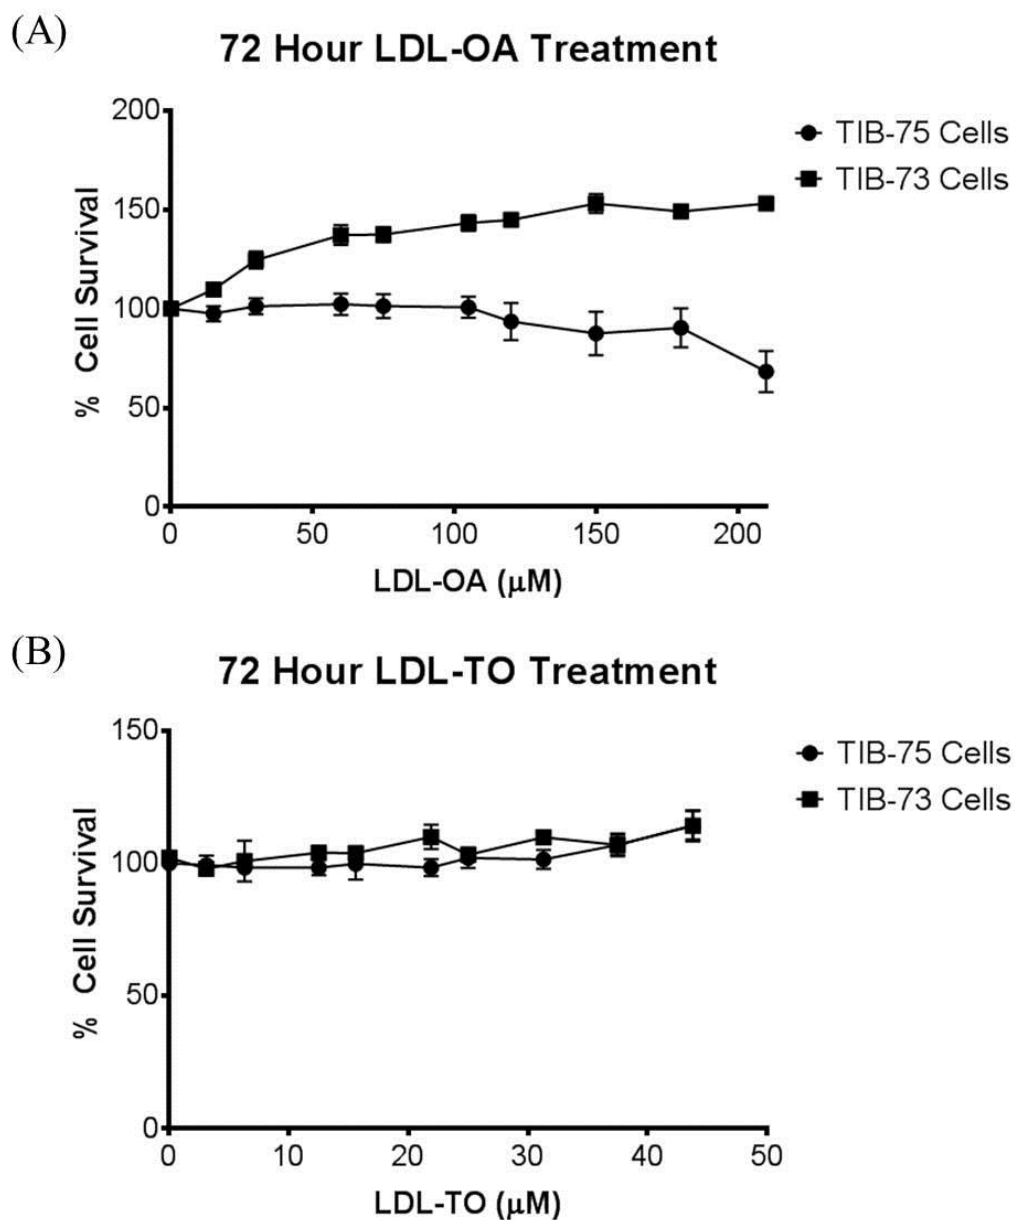 (A)
72 Hour LDL-OA Treatment
200
150
100
50
0
% Cell Survival
TIB-75 Cells
TIB-73 Cells
0 50 100 150 200
LDL-OA (μM)
(B)
72 Hour LDL-TO Treatment
150
100
50
0
% Cell Survival
TIB-75 Cells
TIB-73 Cells
0 10 20 30 40 50
LDL-TO (μM)